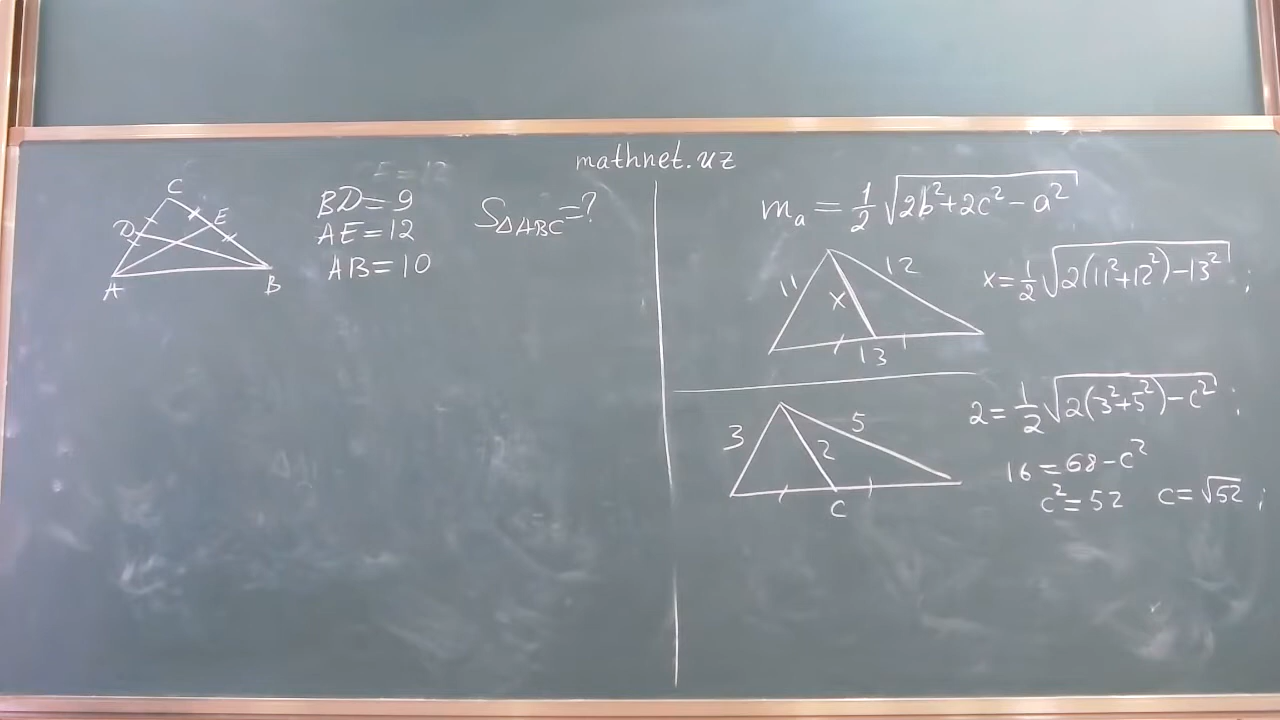 mathnet.uz
C
D E
A B
BD=9
AE=12
AB=10
S△ABC=?
mₐ = 1/2 √(2b²+2c²-a²)
11 x 12
13
x = 1/2 √(2(11²+12²)-13²) ;
3 2 5
C
2 = 1/2 √(2(3²+5²)-c²) ;
16 = 68-c²
c² = 52 c = √52 ;